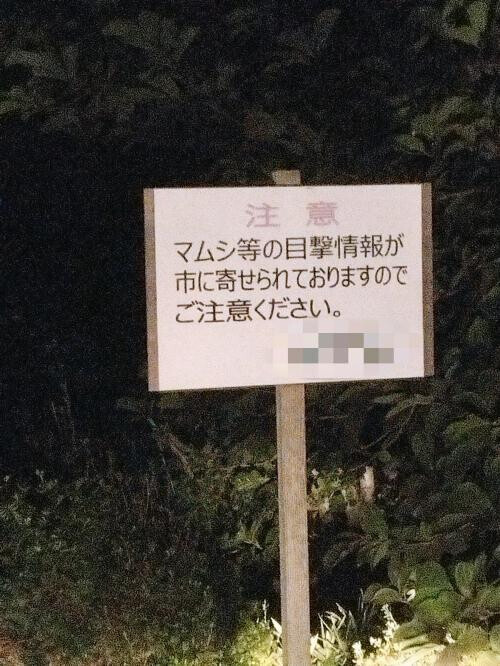 注 意
マムシ等の目撃情報が
市に寄せられておりますので
ご注意ください。